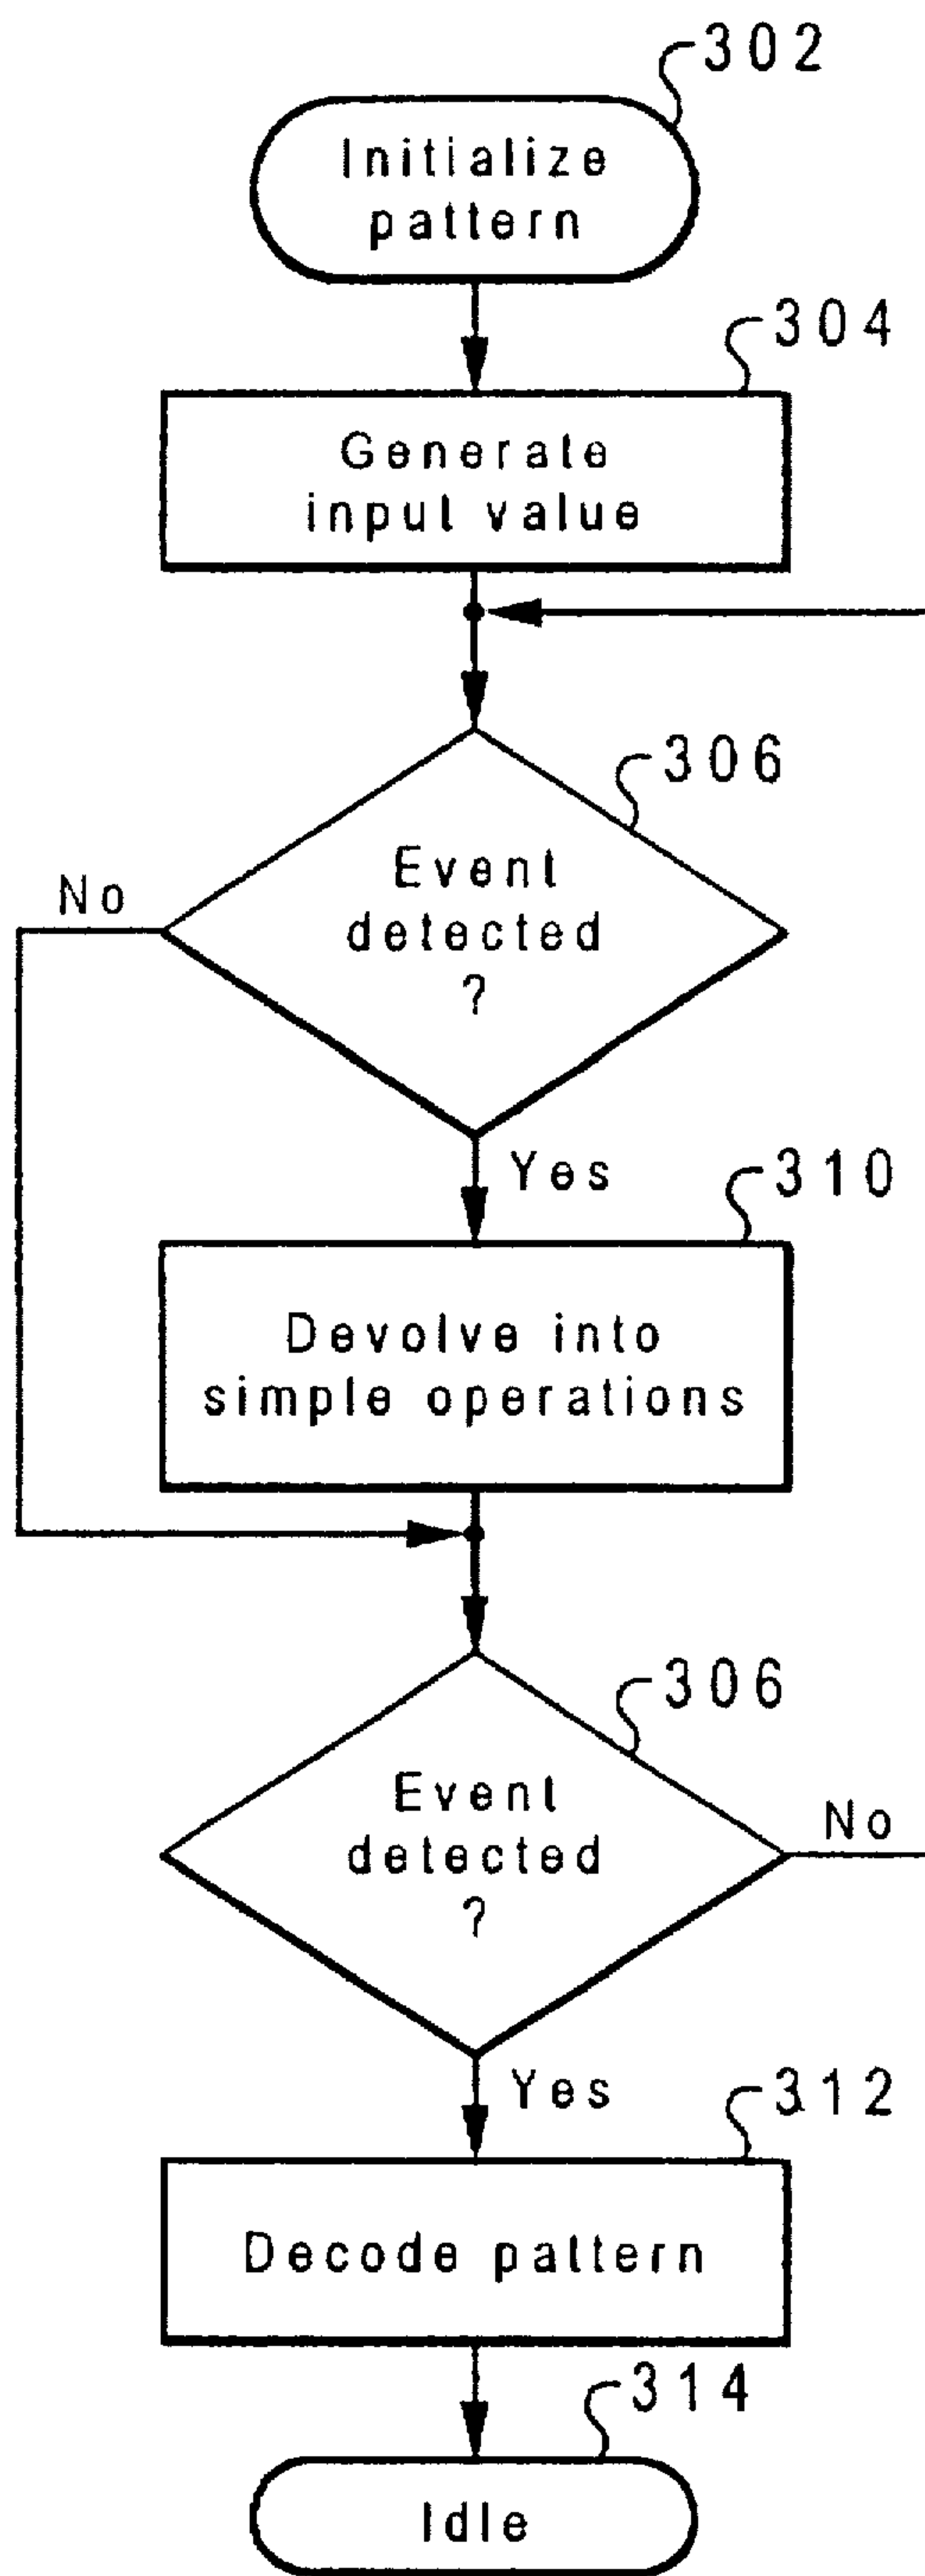 302
Initialize
pattern
304
Generate
input value
306
Event
detected
?
No
Yes
310
Devolve into
simple operations
306
Event
detected
?
No
Yes
312
Decode pattern
314
Idle